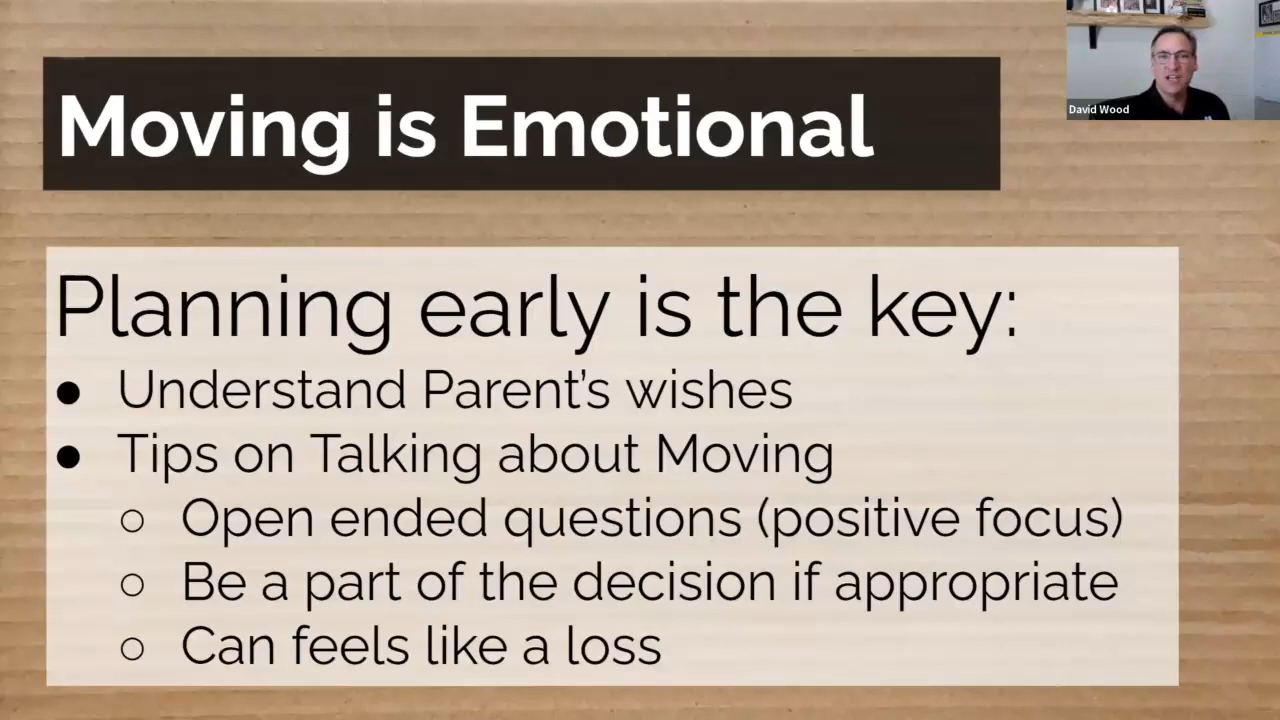 Moving is Emotional
David Wood
Planning early is the key:
● Understand Parent's wishes
● Tips on Talking about Moving
○ Open ended questions (positive focus)
○ Be a part of the decision if appropriate
○ Can feels like a loss